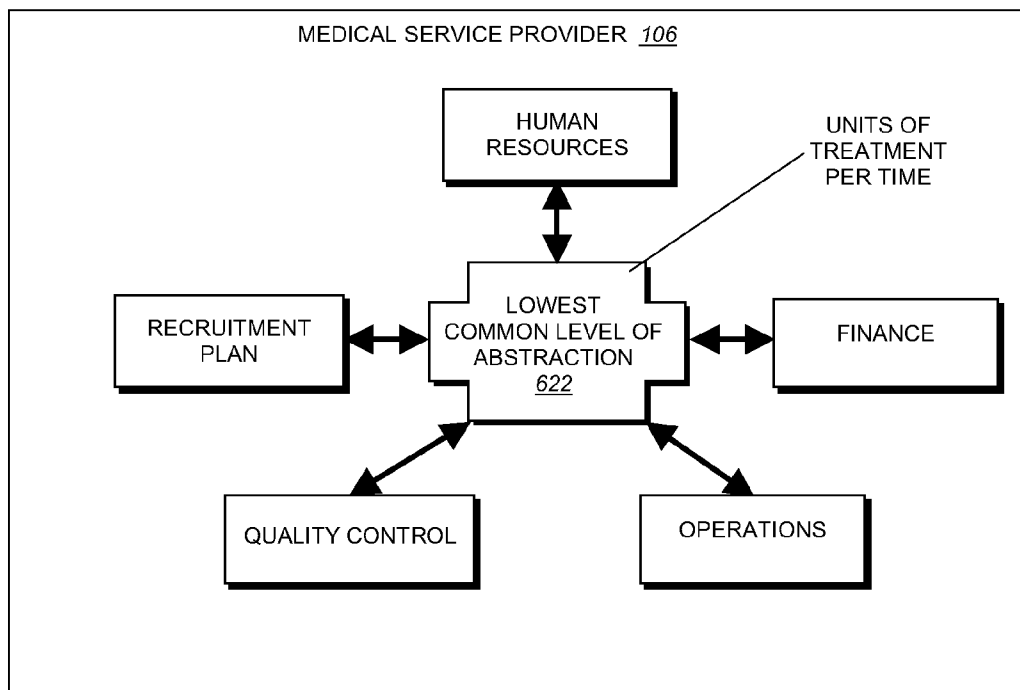 MEDICAL SERVICE PROVIDER 106
HUMAN
RESOURCES
UNITS OF
TREATMENT
PER TIME
RECRUITMENT
PLAN
LOWEST
COMMON LEVEL OF
ABSTRACTION
622
FINANCE
QUALITY CONTROL
OPERATIONS